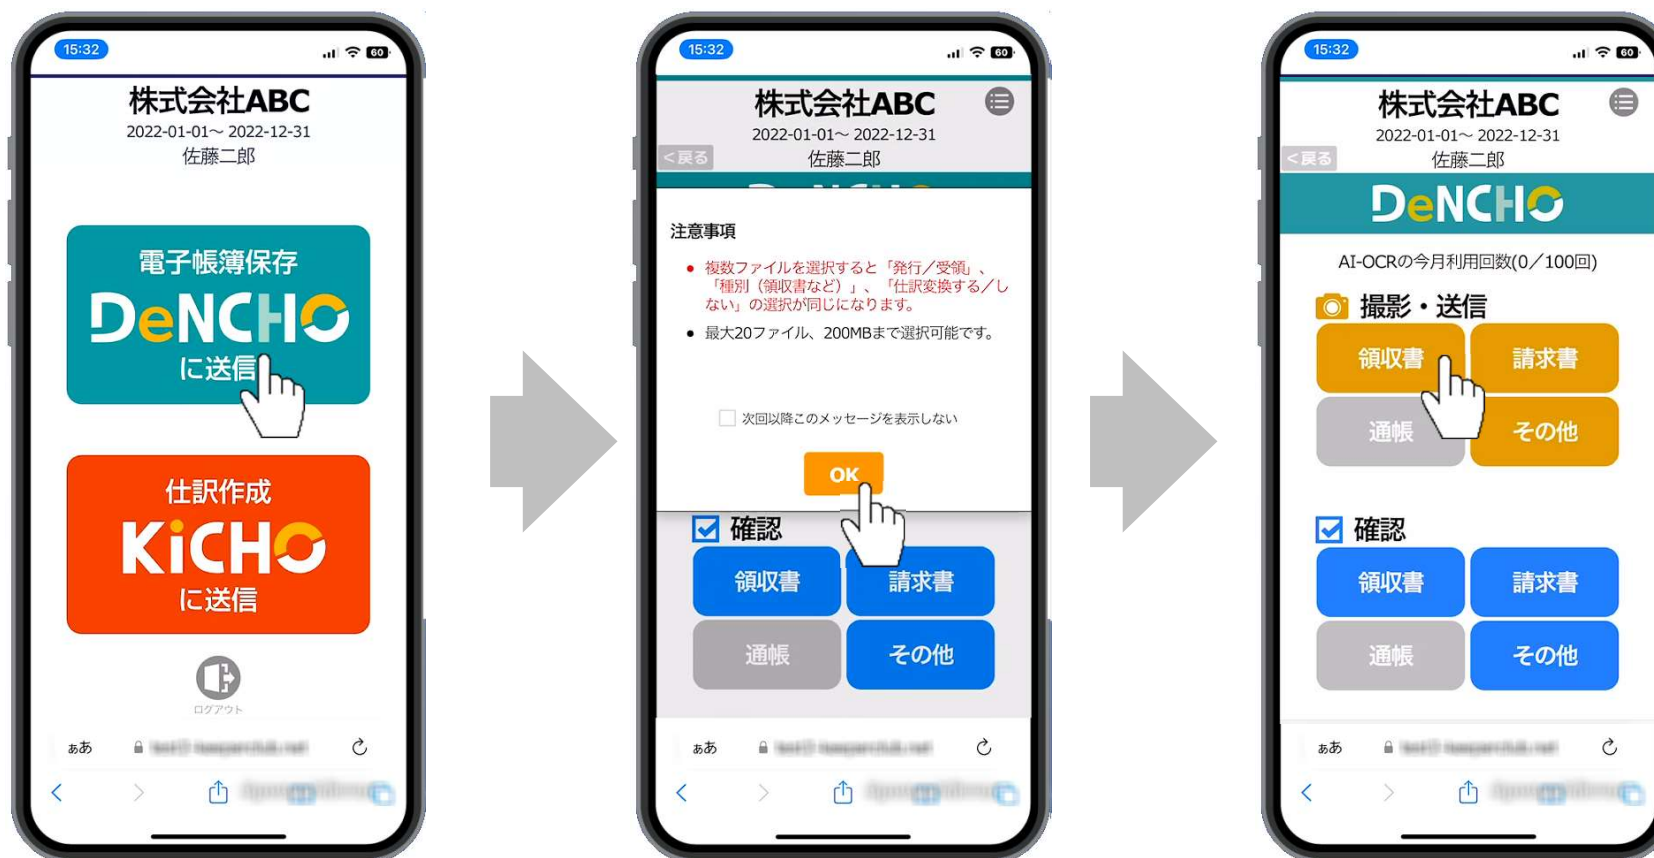 15:32
60
株式会社ABC
2022-01-01～ 2022-12-31
佐藤二郎
電子帳簿保存
DeNCHO
に送信
仕訳作成
KiCHO
に送信
ログアウト
ぁあ
15:32
60
株式会社ABC
2022-01-01～ 2022-12-31
<戻る
佐藤二郎
注意事項
• 複数ファイルを選択すると「発行／受領」、
「種別（領収書など）」、「仕訳変換する／し
ない」の選択が同じになります。
• 最大20ファイル、200MBまで選択可能です。
次回以降このメッセージを表示しない
OK
確認
領収書 請求書
通帳 その他
ぁあ
15:32
60
株式会社ABC
2022-01-01～ 2022-12-31
<戻る
佐藤二郎
DeNCHO
AI-OCRの今月利用回数(0／100回)
撮影・送信
領収書 請求書
通帳 その他
確認
領収書 請求書
通帳 その他
ぁあ